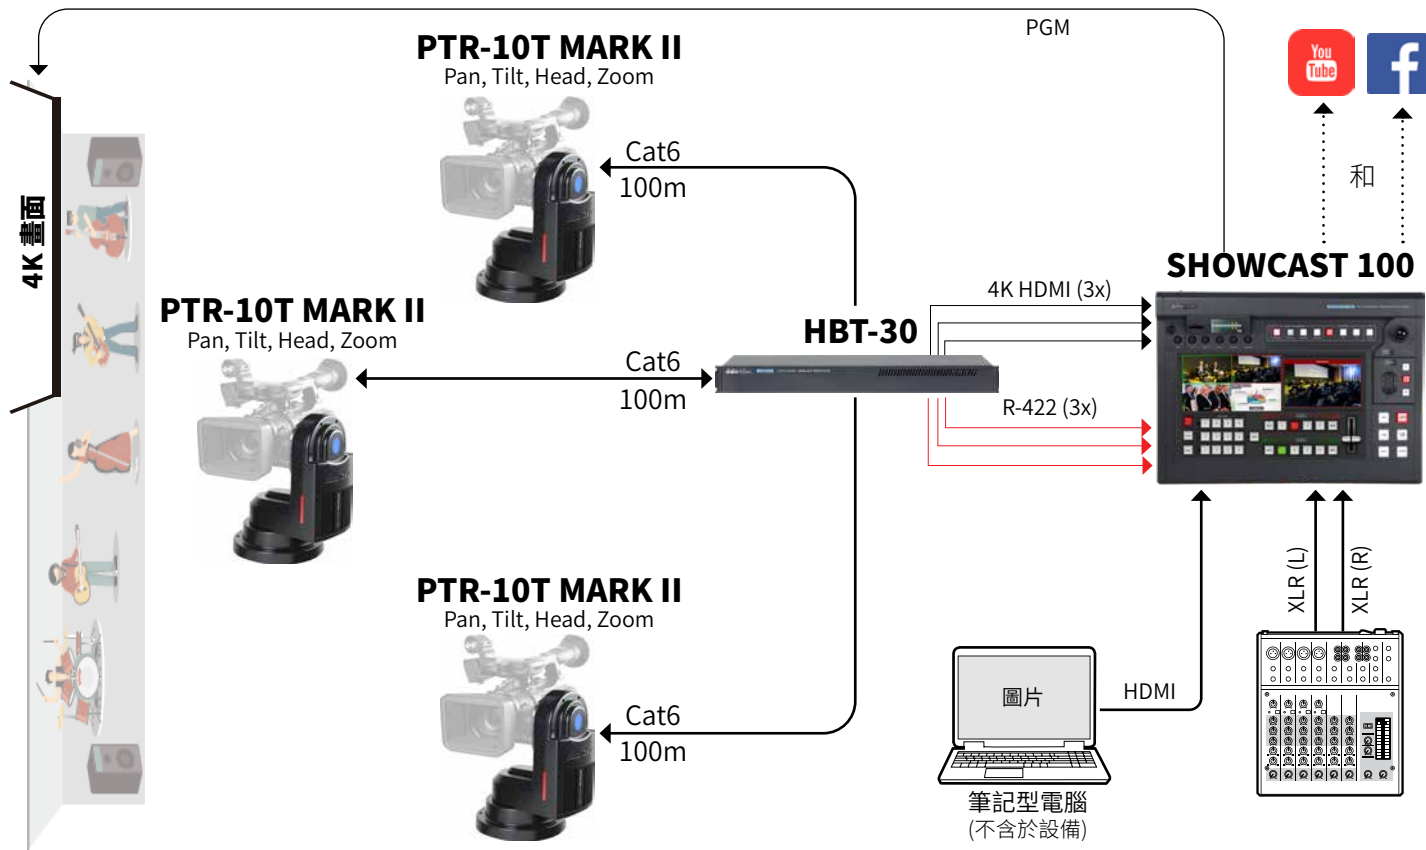 PGM
PTR-10T MARK II
Pan, Tilt, Head, Zoom
You
Tube
f
Cat6
100m
和
4K 畫面
SHOWCAST 100
PTR-10T MARK II
Pan, Tilt, Head, Zoom
4K HDMI (3x)
HBT-30
Cat6
100m
R-422 (3x)
PTR-10T MARK II
Pan, Tilt, Head, Zoom
XLR (L)
XLR (R)
Cat6
100m
圖片
HDMI
筆記型電腦
(不含於設備)